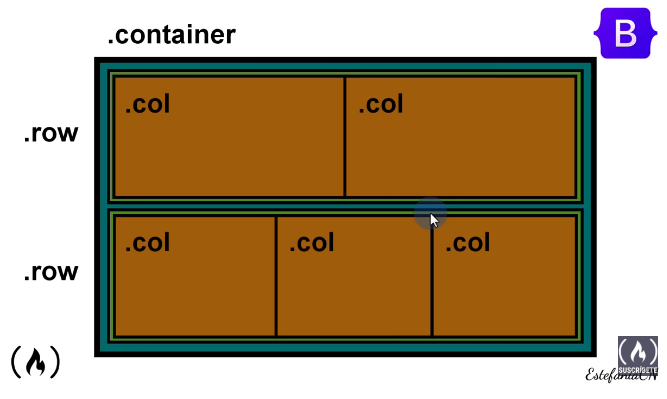 .container
B
.col
.col
.row
.col
.col
.col
.row
SUSCRÍBETE
EstefaniaCN